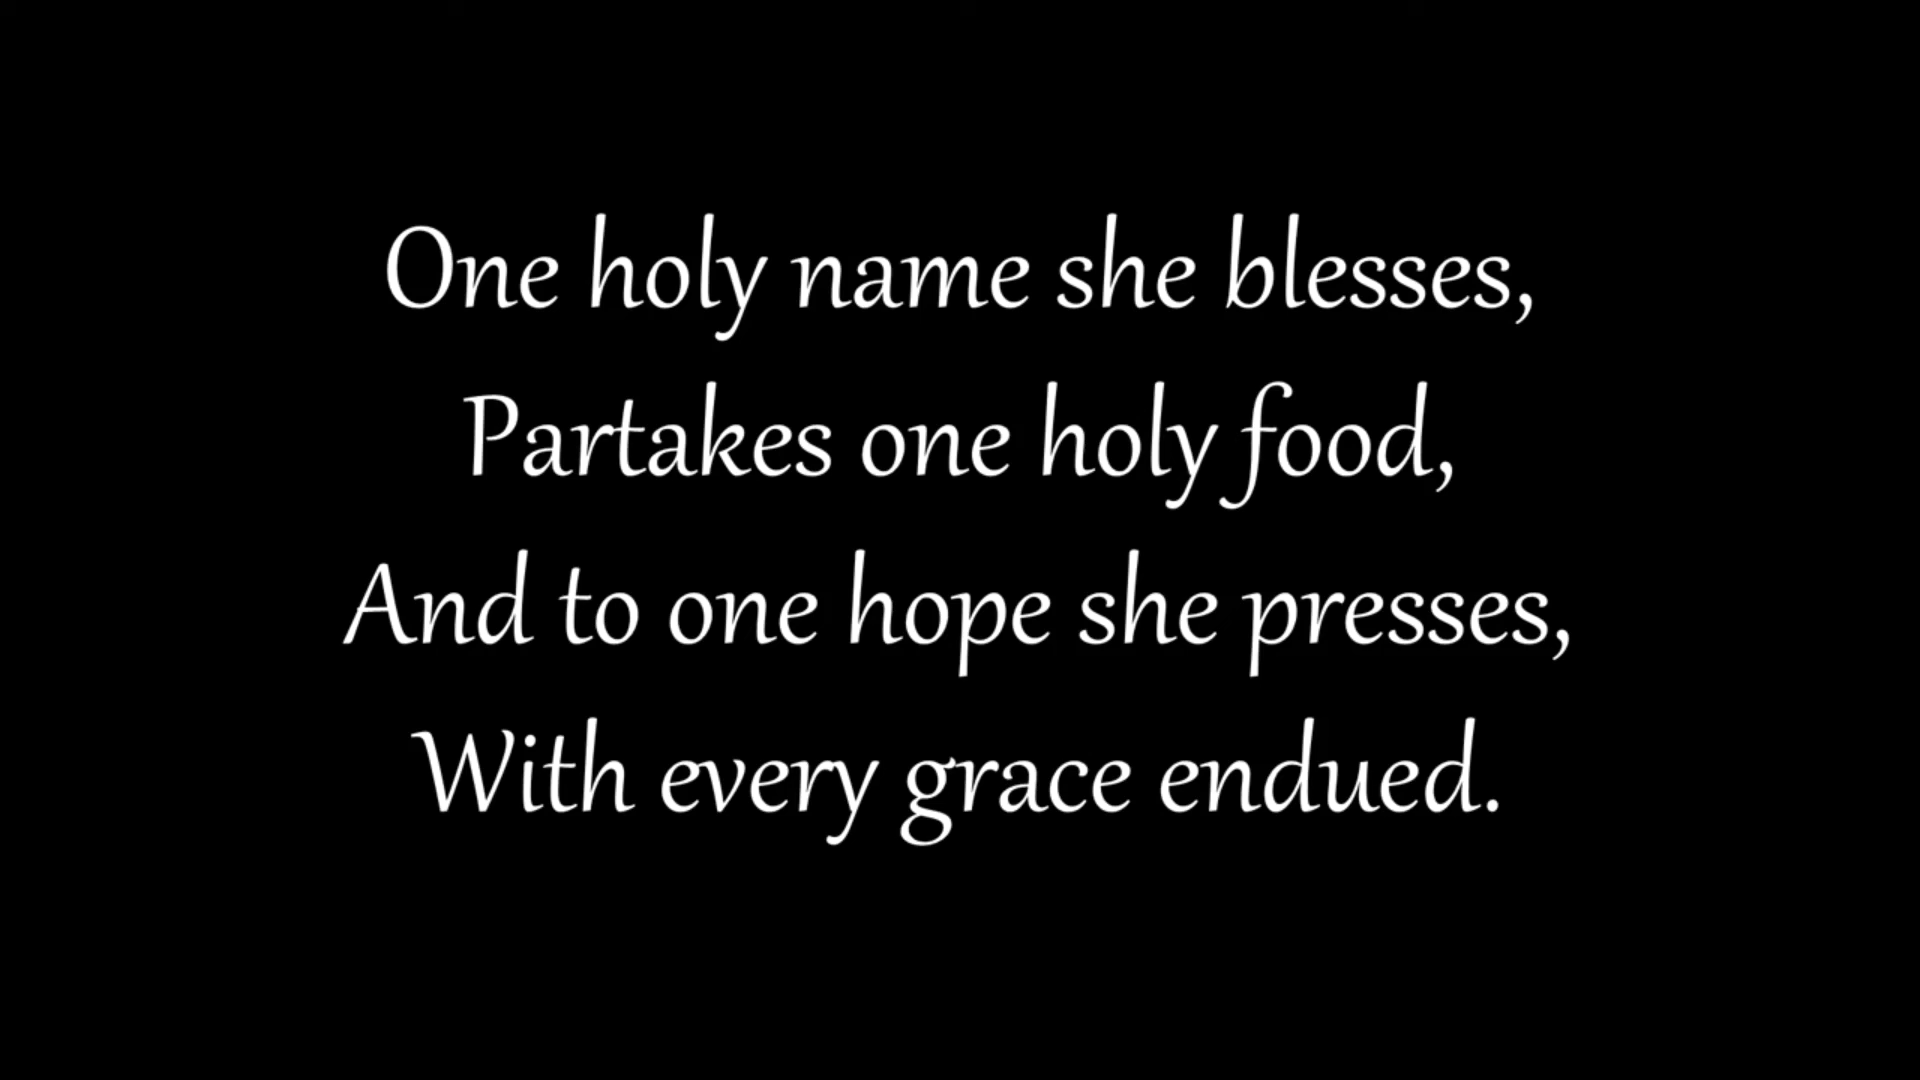 One holy name she blesses,
Partakes one holy food,
And to one hope she presses,
With every grace endued.